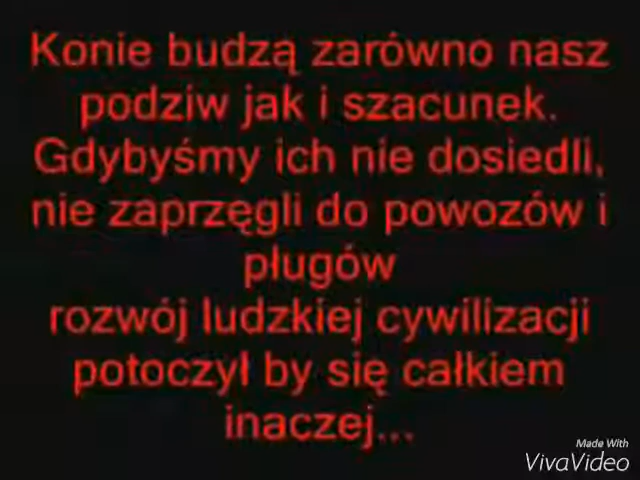 Konie budzą zarówno nasz
podziw jak i szacunek.
Gdybyśmy ich nie dosiedli,
nie zaprzęgli do powozów i
pługów
rozwój ludzkiej cywilizacji
potoczył by się całkiem
inaczej...
Made With
VivaVideo